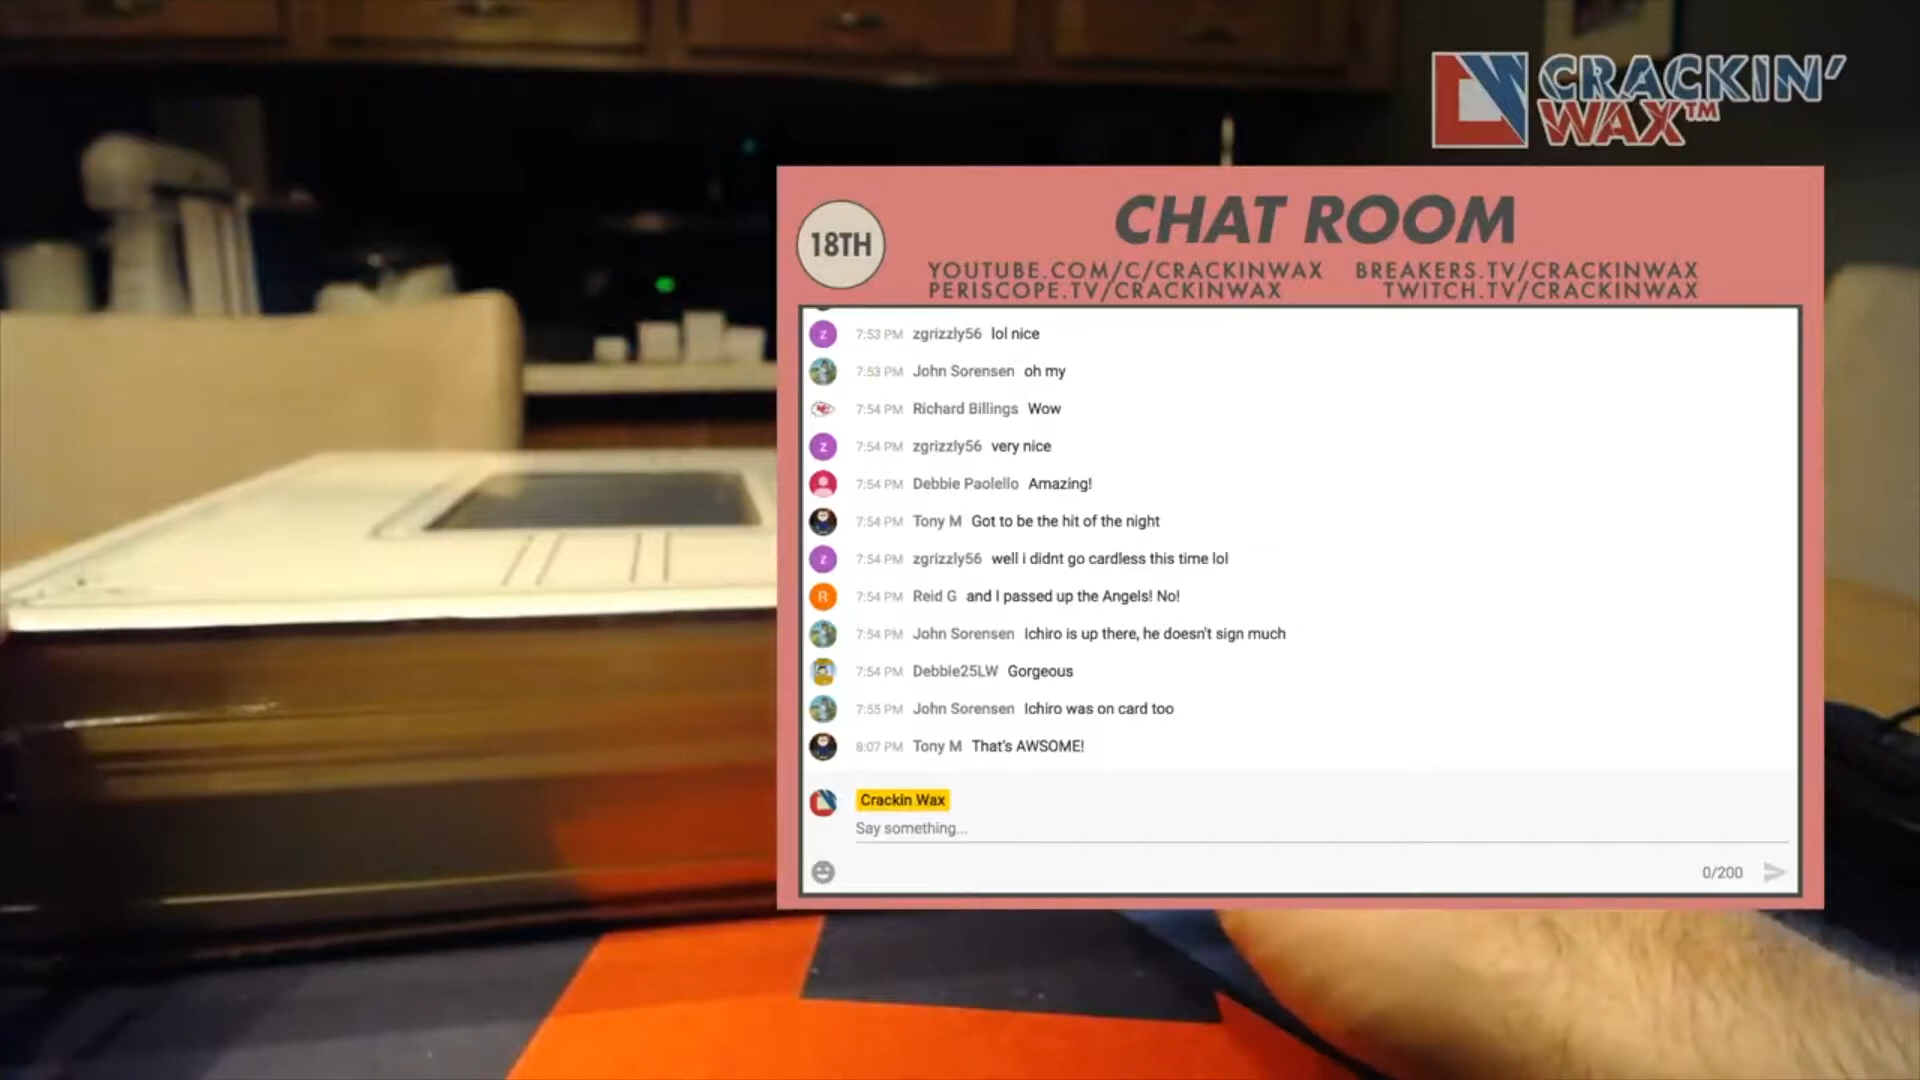 CRACKIN'
WAX™
18TH
CHAT ROOM
YOUTUBE.COM/C/CRACKINWAX BREAKERS.TV/CRACKINWAX
PERISCOPE.TV/CRACKINWAX TWITCH.TV/CRACKINWAX
Z 7:53 PM zgrizzly56 lol nice
7:53 PM John Sorensen oh my
7:54 PM Richard Billings Wow
Z 7:54 PM zgrizzly56 very nice
7:54 PM Debbie Paolello Amazing!
7:54 PM Tony M Got to be the hit of the night
Z 7:54 PM zgrizzly56 well i didnt go cardless this time lol
R 7:54 PM Reid G and I passed up the Angels! No!
7:54 PM John Sorensen Ichiro is up there, he doesn't sign much
7:54 PM Debbie25LW Gorgeous
7:55 PM John Sorensen Ichiro was on card too
8:07 PM Tony M That's AWSOME!
Crackin Wax
Say something...
0/200